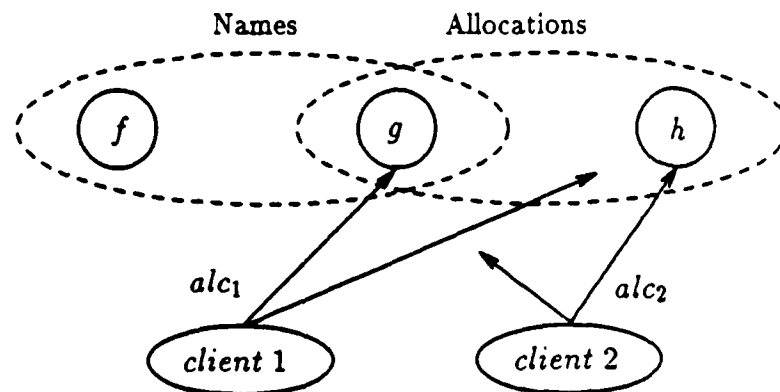 Names Allocations
f g h
alc₁ alc₂
client 1 client 2